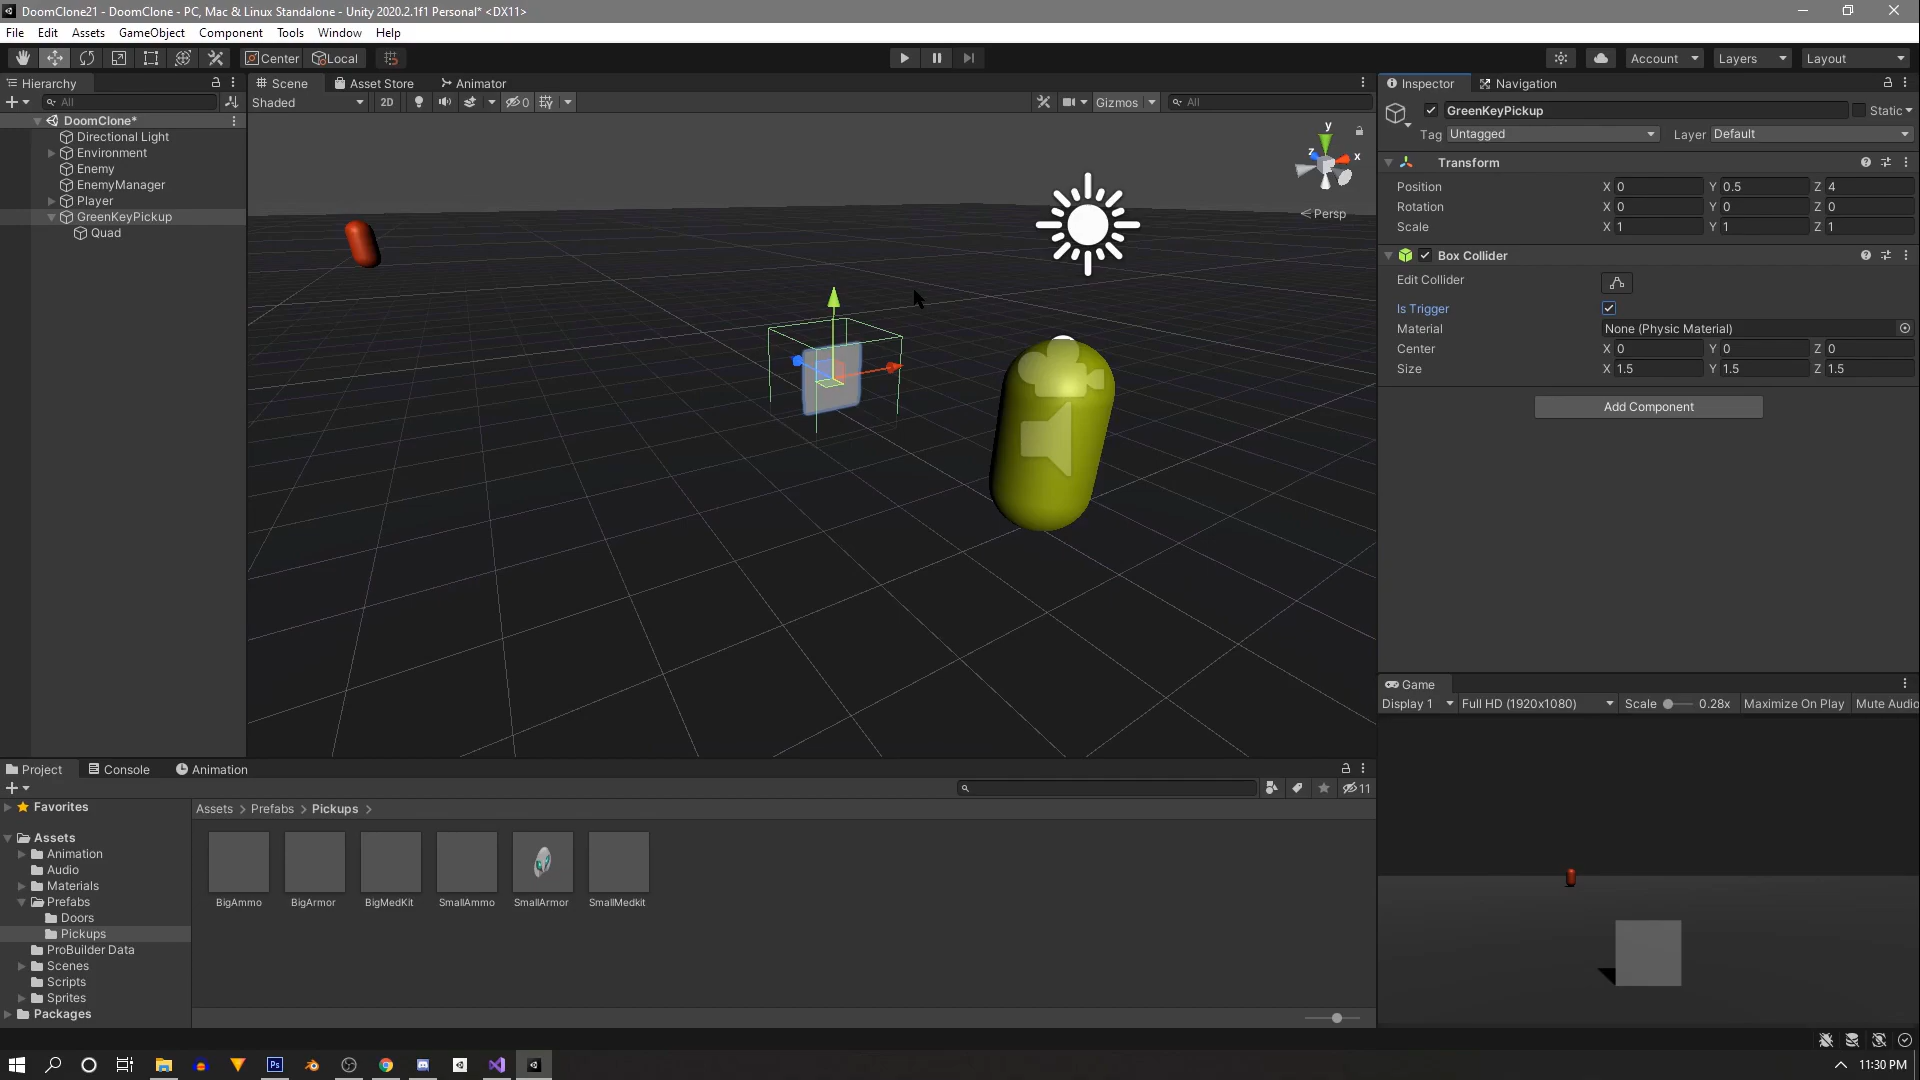 DoomClone21 - DoomClone - PC, Mac & Linux Standalone - Unity 2020.2.1f1 Personal* <DX11>
File Edit Assets GameObject Component Tools Window Help
Center Local Account Layers Layout
Hierarchy
All
DoomClone*
Directional Light
Environment
Enemy
EnemyManager
Player
GreenKeyPickup
Quad
Scene Asset Store Animator
Shaded 2D 0 Gizmos All
y
z x
Persp
Inspector Navigation
GreenKeyPickup Static
Tag Untagged Layer Default
Transform
Position X 0 Y 0.5 Z 4
Rotation X 0 Y 0 Z 0
Scale X 1 Y 1 Z 1
Box Collider
Edit Collider
Is Trigger
Material None (Physic Material)
Center X 0 Y 0 Z 0
Size X 1.5 Y 1.5 Z 1.5
Add Component
Game
Display 1 Full HD (1920x1080) Scale 0.28x Maximize On Play Mute Audio
Project Console Animation
11
Favorites
Assets
Animation
Audio
Materials
Prefabs
Doors
Pickups
ProBuilder Data
Scenes
Scripts
Sprites
Packages
Assets > Prefabs > Pickups >
BigAmmo BigArmor BigMedKit SmallAmmo SmallArmor SmallMedkit
Ps
11:30 PM